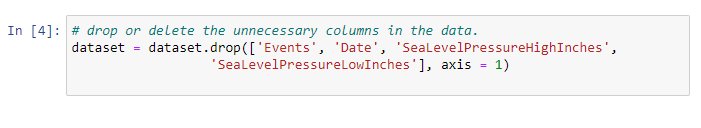 In [4]: # drop or delete the unnecessary columns in the data.
dataset = dataset.drop(['Events', 'Date', 'SeaLevelPressureHighInches',
'SeaLevelPressureLowInches'], axis = 1)